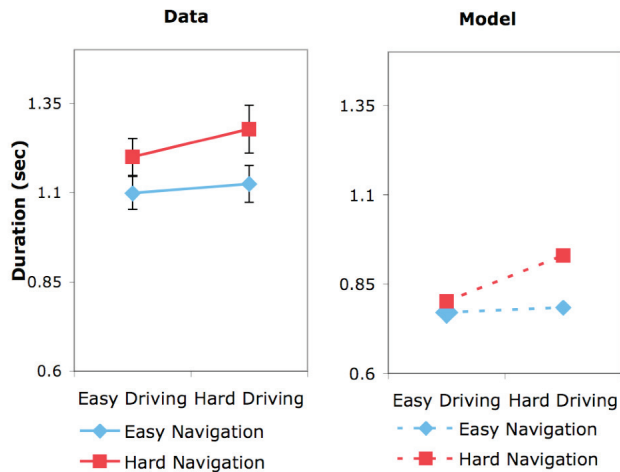 Data
Model
Duration (sec)
1.35
1.1
0.85
0.6
Easy Driving Hard Driving
Easy Navigation
Hard Navigation
1.35
1.1
0.85
0.6
Easy Driving Hard Driving
Easy Navigation
Hard Navigation